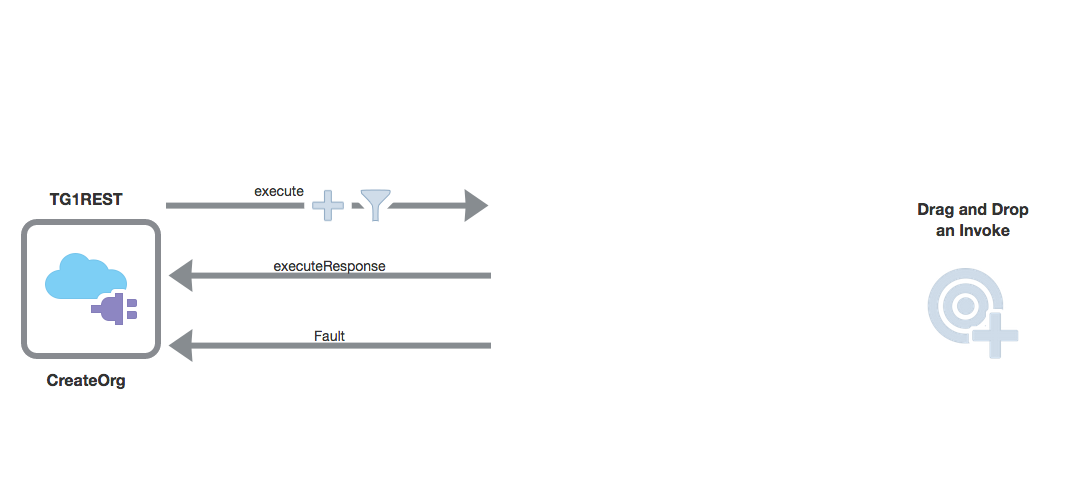 TG1REST
execute
executeResponse
Fault
CreateOrg
Drag and Drop
an Invoke